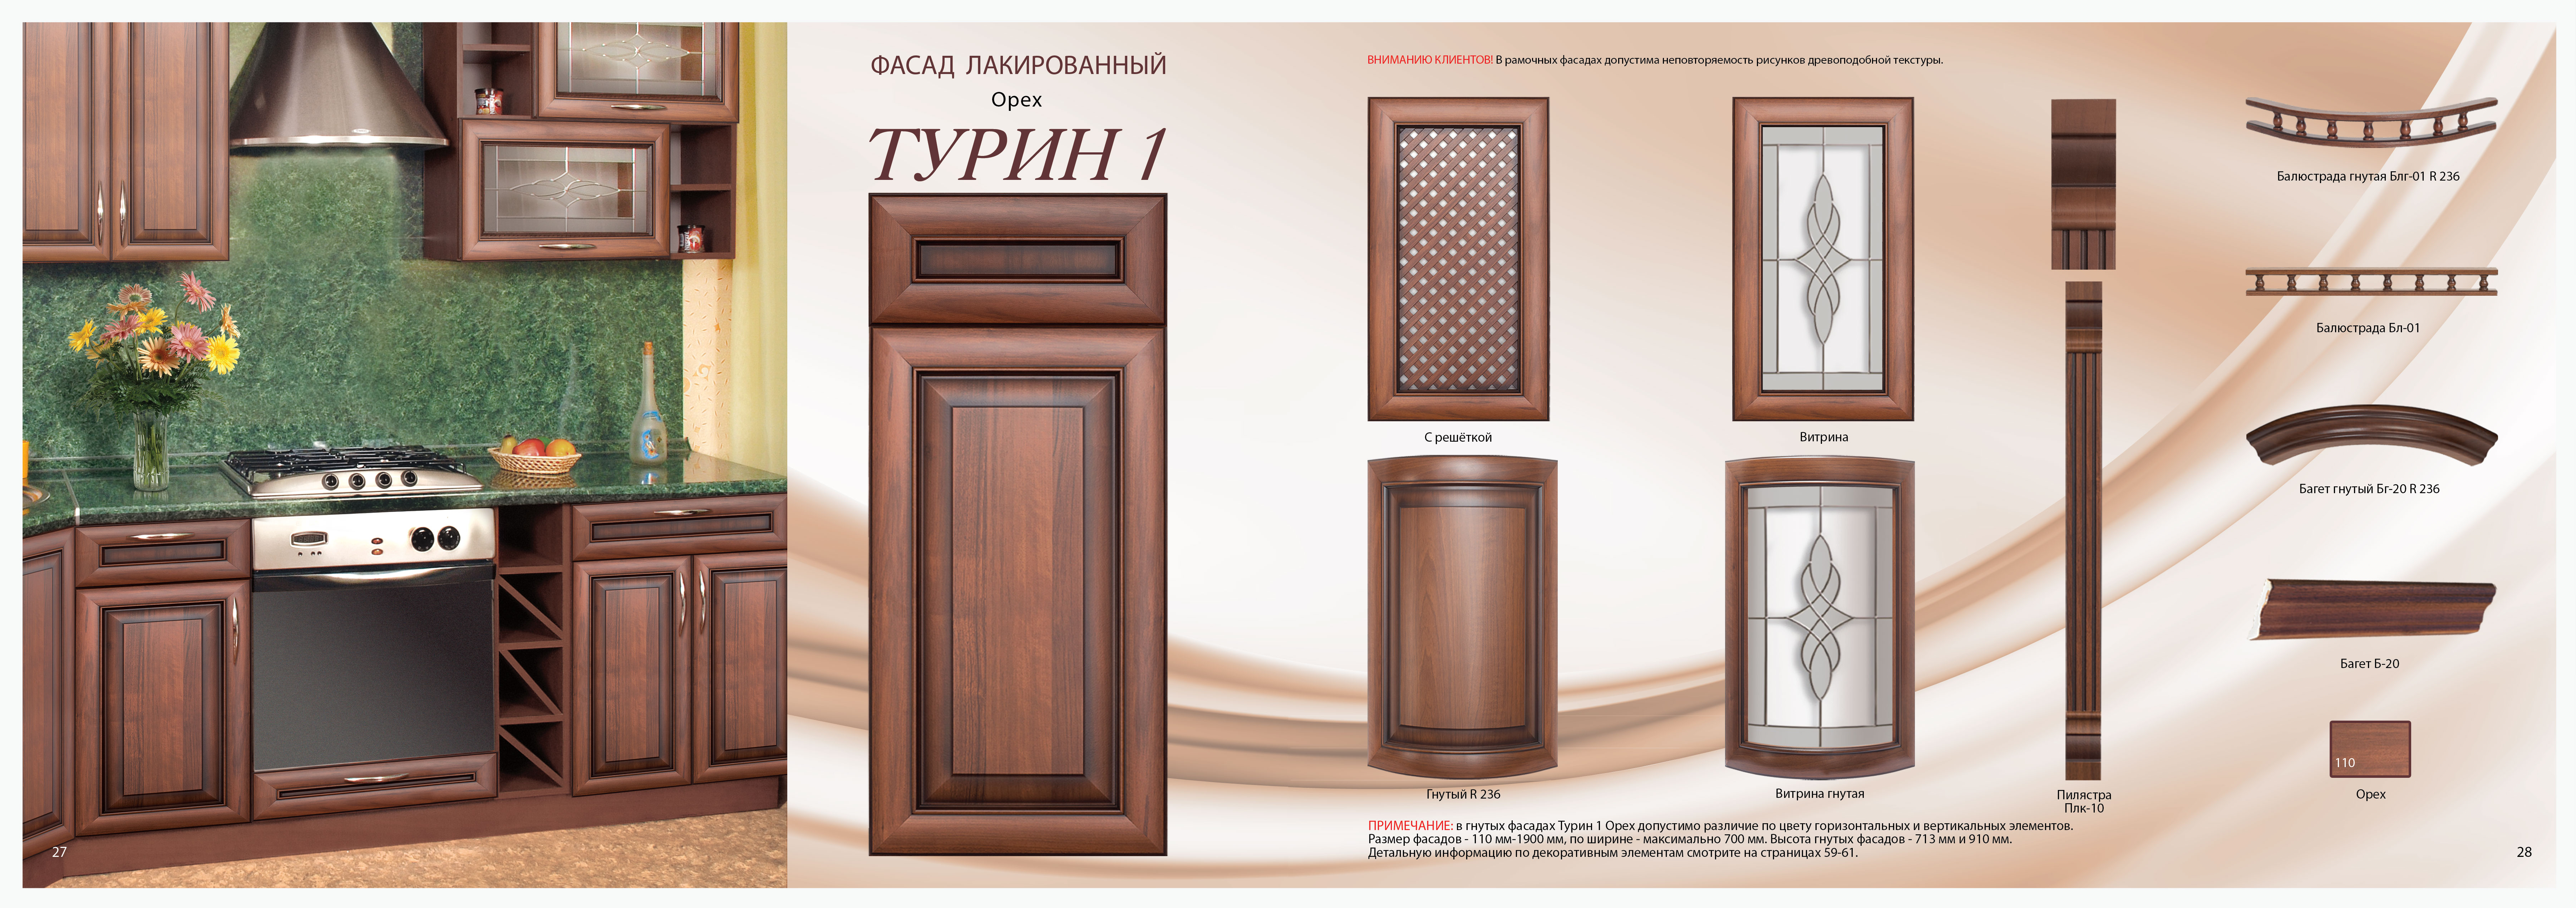 ФАСАД ЛАКИРОВАННЫЙ
Орех
ТУРИН 1
27
ВНИМАНИЮ КЛИЕНТОВ! В рамочных фасадах допустима неповторяемость рисунков древоподобной текстуры.
С решёткой
Витрина
Гнутый R 236
Витрина гнутая
Пилястра
Плк-10
Балюстрада гнутая Блг-01 R 236
Балюстрада Бл-01
Багет гнутый Бг-20 R 236
Багет Б-20
110
Орех
ПРИМЕЧАНИЕ: в гнутых фасадах Турин 1 Орех допустимо различие по цвету горизонтальных и вертикальных элементов.
Размер фасадов - 110 мм-1900 мм, по ширине - максимально 700 мм. Высота гнутых фасадов - 713 мм и 910 мм.
Детальную информацию по декоративным элементам смотрите на страницах 59-61.
28